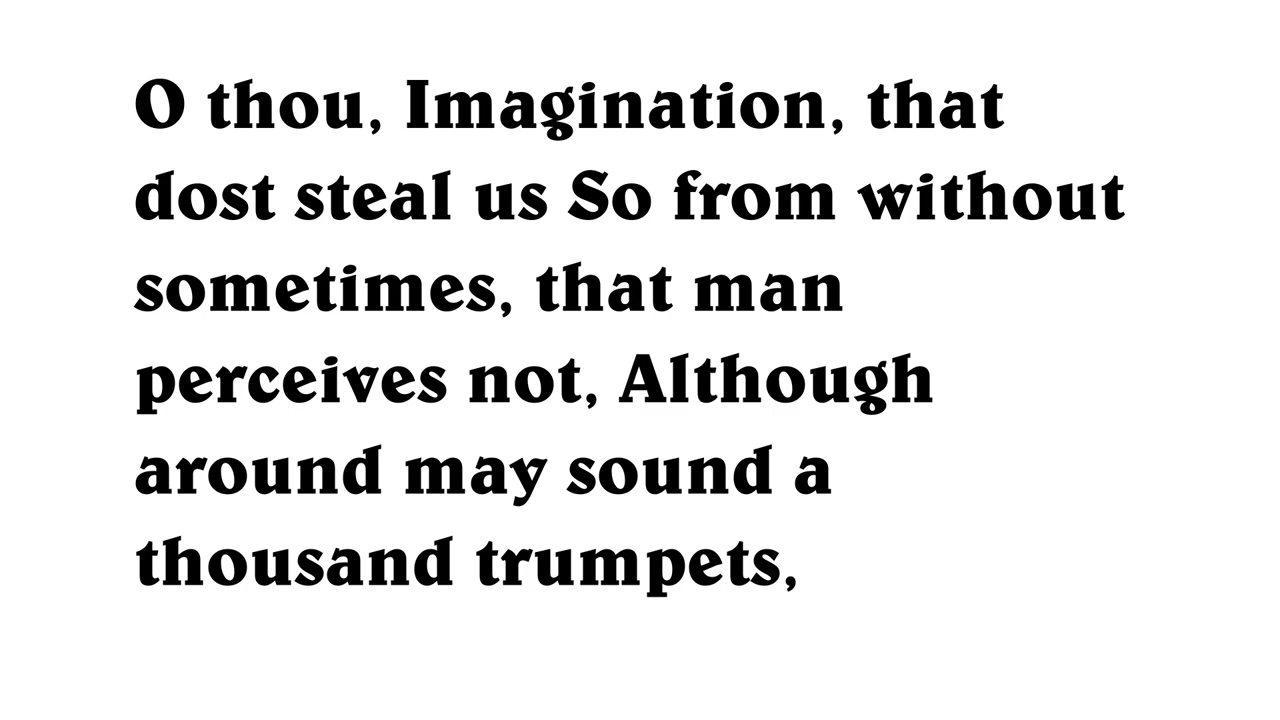 O thou, Imagination, that
dost steal us So from without
sometimes, that man
perceives not, Although
around may sound a
thousand trumpets,